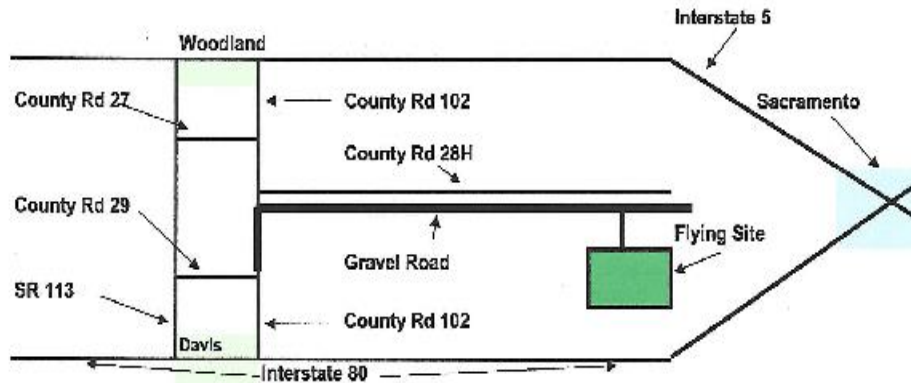 Interstate 5
Woodland
County Rd 27
County Rd 102
Sacramento
County Rd 28H
County Rd 29
Flying Site
Gravel Road
SR 113
County Rd 102
Davis
Interstate 80